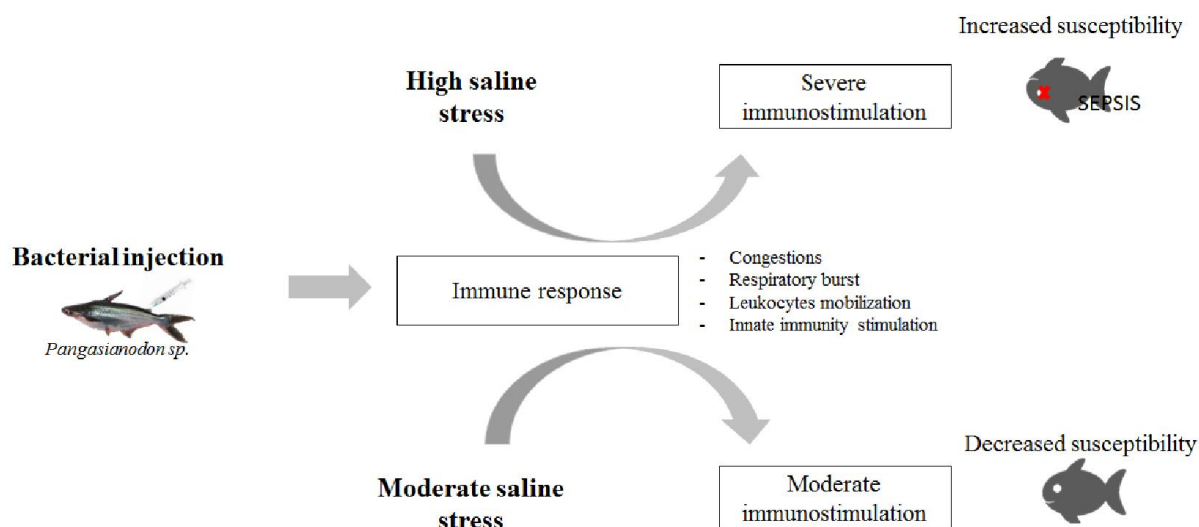 Increased susceptibility
High saline
stress
Severe
immunostimulation
SEPSIS
Bacterial injection
Pangasianodon sp.
Immune response
- Congestions
- Respiratory burst
- Leukocytes mobilization
- Innate immunity stimulation
Decreased susceptibility
Moderate saline
stress
Moderate
immunostimulation